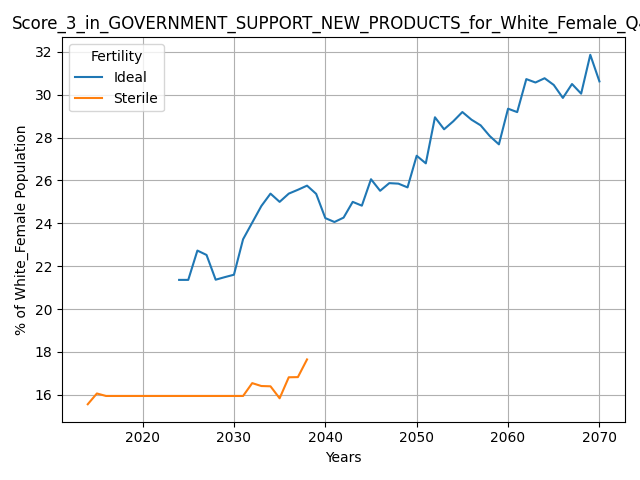 Score_3_in_GOVERNMENT_SUPPORT_NEW_PRODUCTS_for_White_Female_Q4
Fertility
Ideal
Sterile
% of White_Female Population
32
30
28
26
24
22
20
18
16
2020 2030 2040 2050 2060 2070
Years